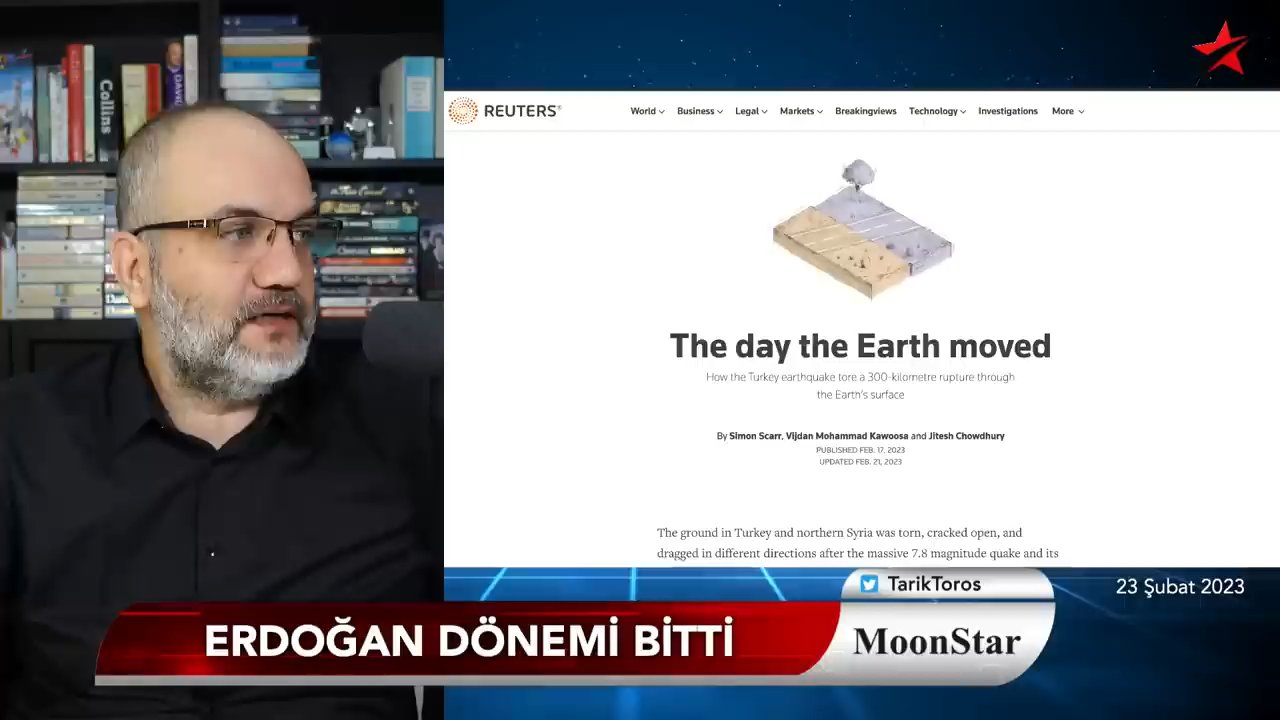 Collins
REUTERS
World Business Legal Markets Breakingviews Technology Investigations More
The day the Earth moved
How the Turkey earthquake tore a 300-kilometre rupture through
the Earth's surface
By Simon Scarr, Vijdan Mohammad Kawoosa and Jitesh Chowdhury
PUBLISHED FEB. 17, 2023
UPDATED FEB. 21, 2023
The ground in Turkey and northern Syria was torn, cracked open, and
dragged in different directions after the massive 7.8 magnitude quake and its
TarikToros
23 Şubat 2023
ERDOĞAN DÖNEMİ BİTTİ
MoonStar